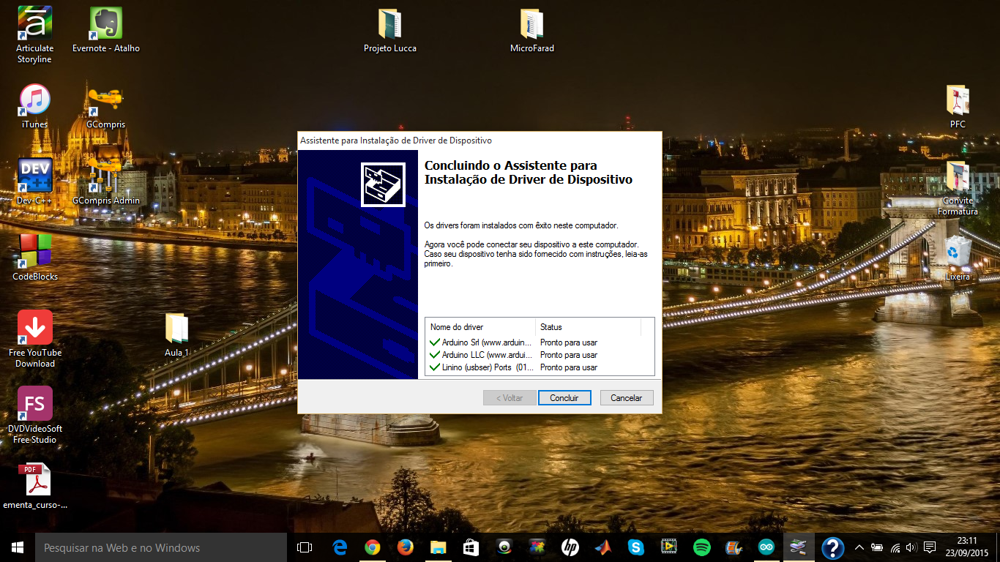 Articulate
Storyline
Evernote - Atalho
Projeto Lucca
MicroFarad
iTunes
GCompris
PFC
DEV
C++
Dev-C++
GCompris Admin
Convite
Formatura
CodeBlocks
Lixeira
Free YouTube
Download
Aula 1
FS
DVDVideoSoft
Free Studio
PDF
ementa_curso-...
Assistente para Instalação de Driver de Dispositivo
Concluindo o Assistente para
Instalação de Driver de Dispositivo
Os drivers foram instalados com êxito neste computador.
Agora você pode conectar seu dispositivo a este computador.
Caso seu dispositivo tenha sido fornecido com instruções, leia-as
primeiro.
Nome do driver Status
Arduino Srl (www.arduin... Pronto para usar
Arduino LLC (www.ardui... Pronto para usar
Linino (usbser) Ports (01... Pronto para usar
< Voltar Concluir Cancelar
Pesquisar na Web e no Windows
hp
23:11
23/09/2015